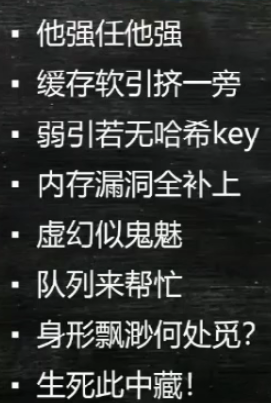 ▪ 他强任他强
▪ 缓存软引挤一旁
▪ 弱引若无哈希key
▪ 内存漏洞全补上
▪ 虚幻似鬼魅
▪ 队列来帮忙
▪ 身形飘渺何处觅?
▪ 生死此中藏!